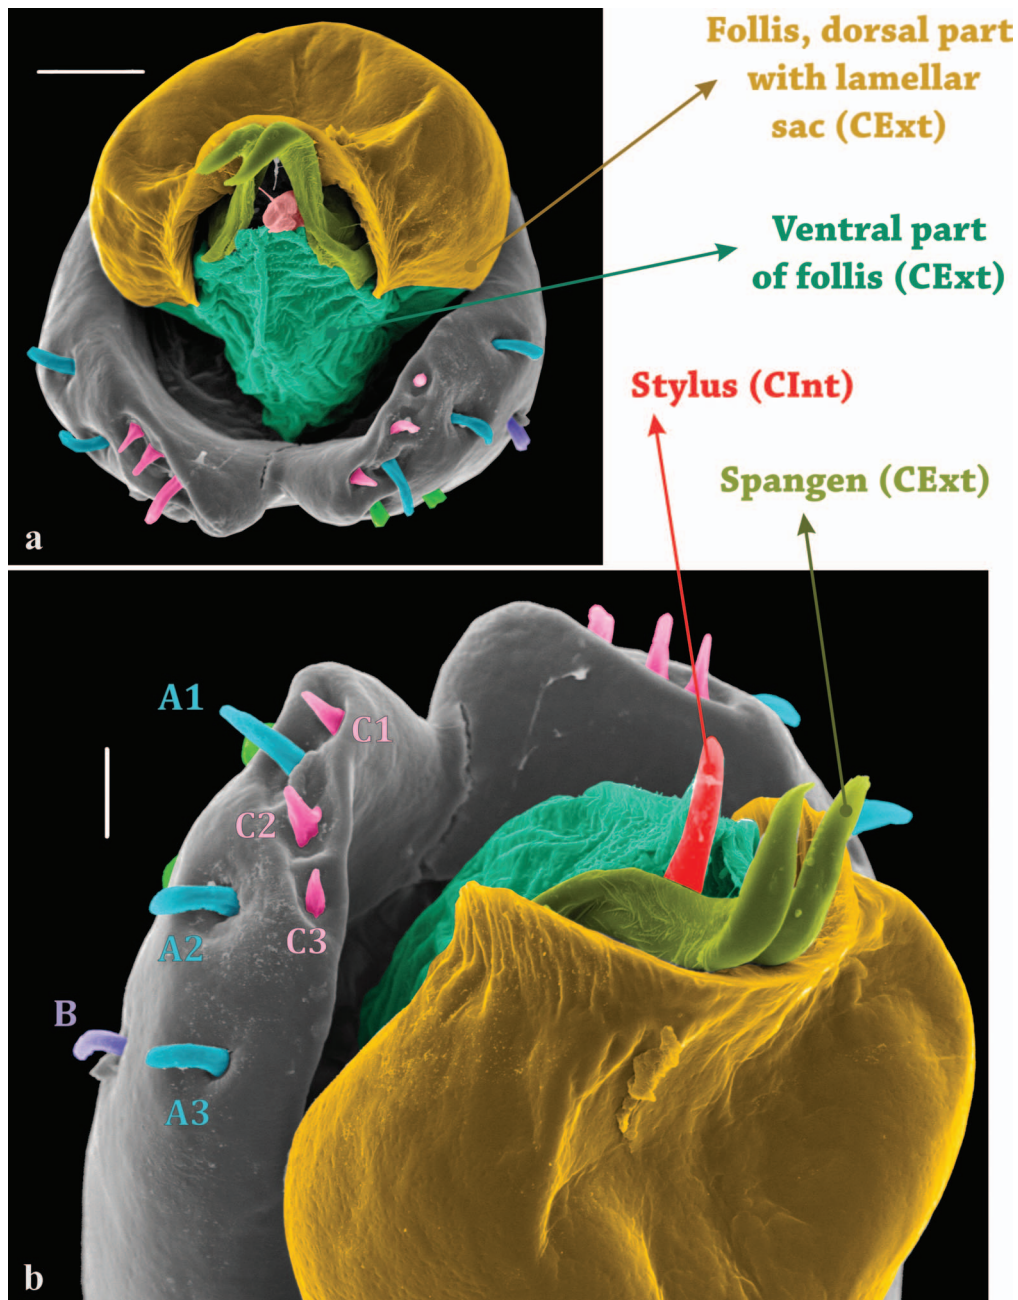 Follis, dorsal part
with lamellar
sac (CExt)
Ventral part
of follis (CExt)
Stylus (CInt)
Spangen (CExt)
a
A1
C1
C2
A2
C3
B
A3
b